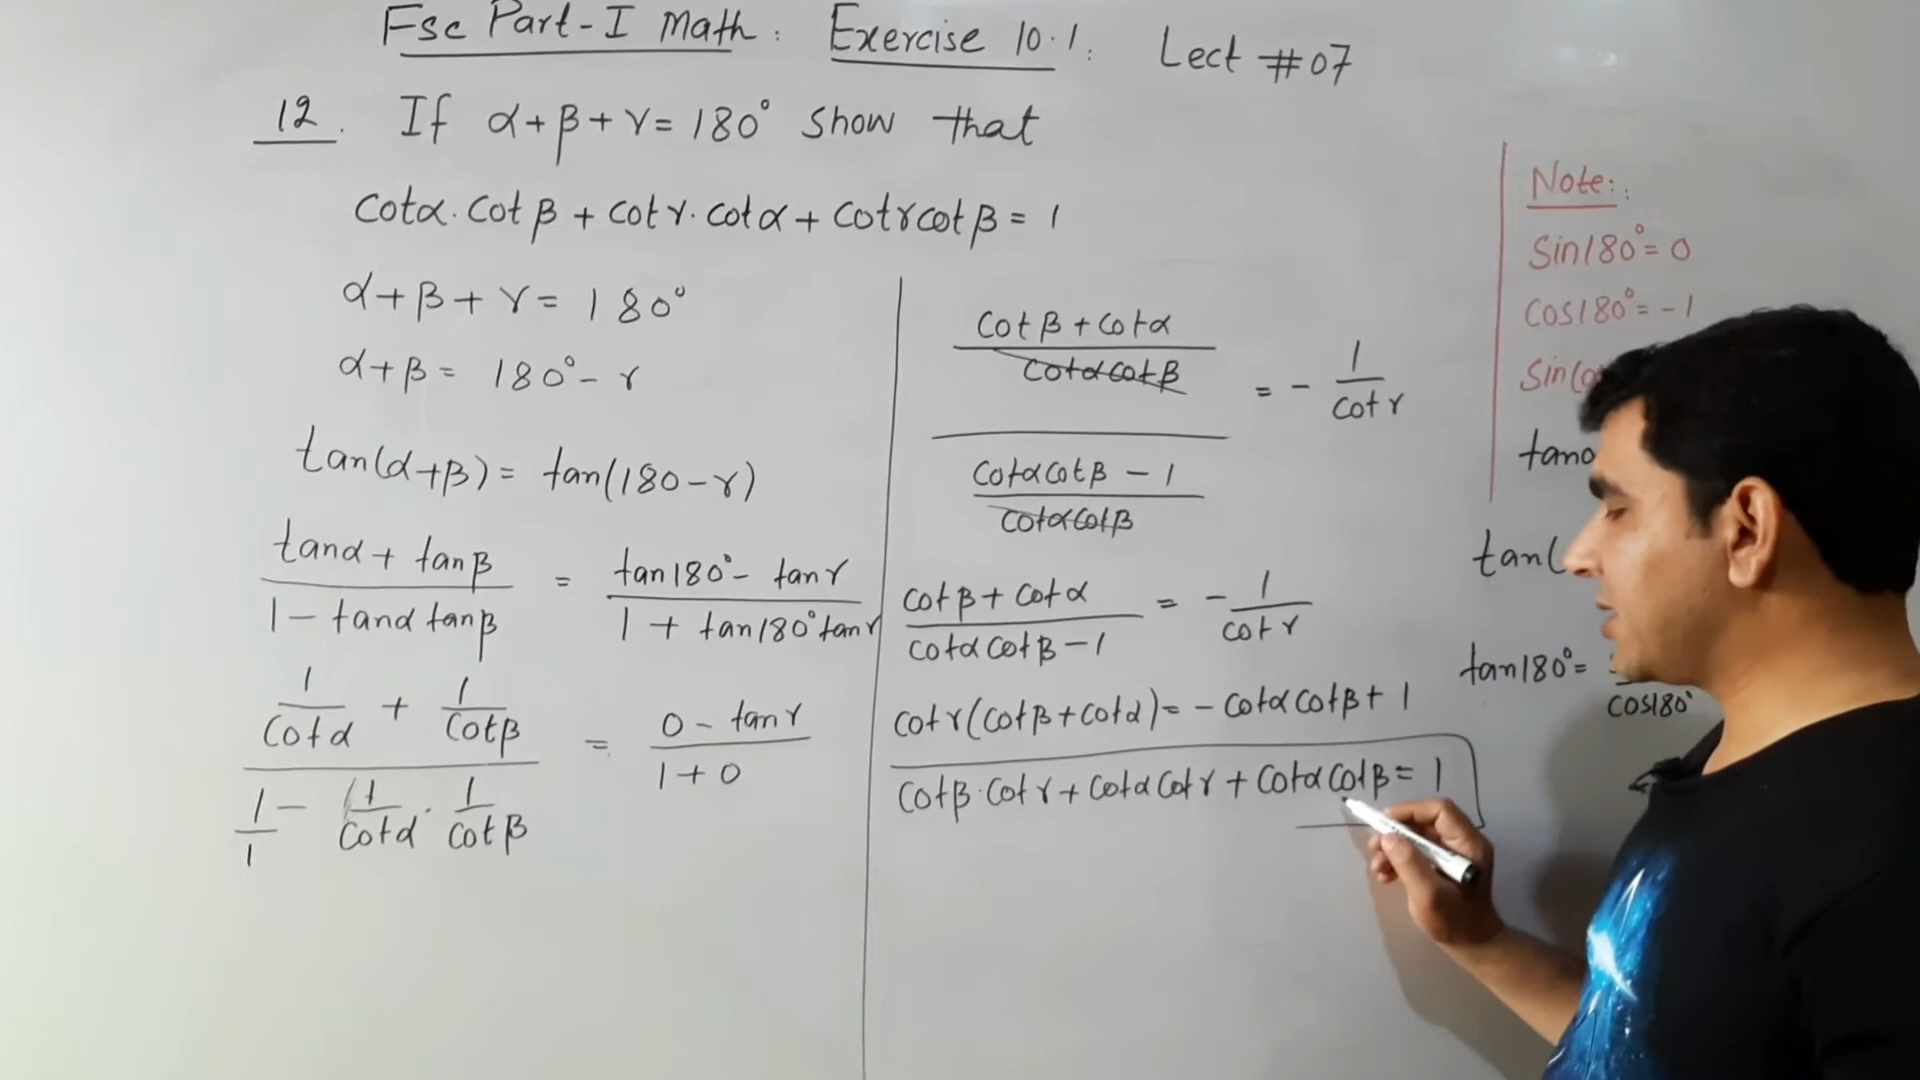 Fsc Part-I Math: Exercise 10.1: Lect #07
12. If α+β+γ=180° show that
cotα.cotβ + cotγ.cotα + cotγcotβ = 1
α+β+γ= 180°
α+β= 180°-γ
tan(α+β)= tan(180-γ)
tanα+ tanβ / 1- tanα tanβ = tan180°- tanγ / 1 + tan180°tanγ
1/cotα + 1/cotβ / 1/1 - 1/cotα . 1/cotβ = 0- tanγ / 1+0
cotβ+cotα / cotαcotβ
= - 1/cotγ
cotαcotβ - 1 / cotαcotβ
cotβ+ cotα / cotαcotβ-1 = - 1/cotγ
cotγ(cotβ+cotα)= - cotαcotβ+ 1
cotβ.cotγ+cotαcotγ+cotαcotβ= 1
Note:
Sin180°= 0
Cos180°= -1
tan180°=
cos180°